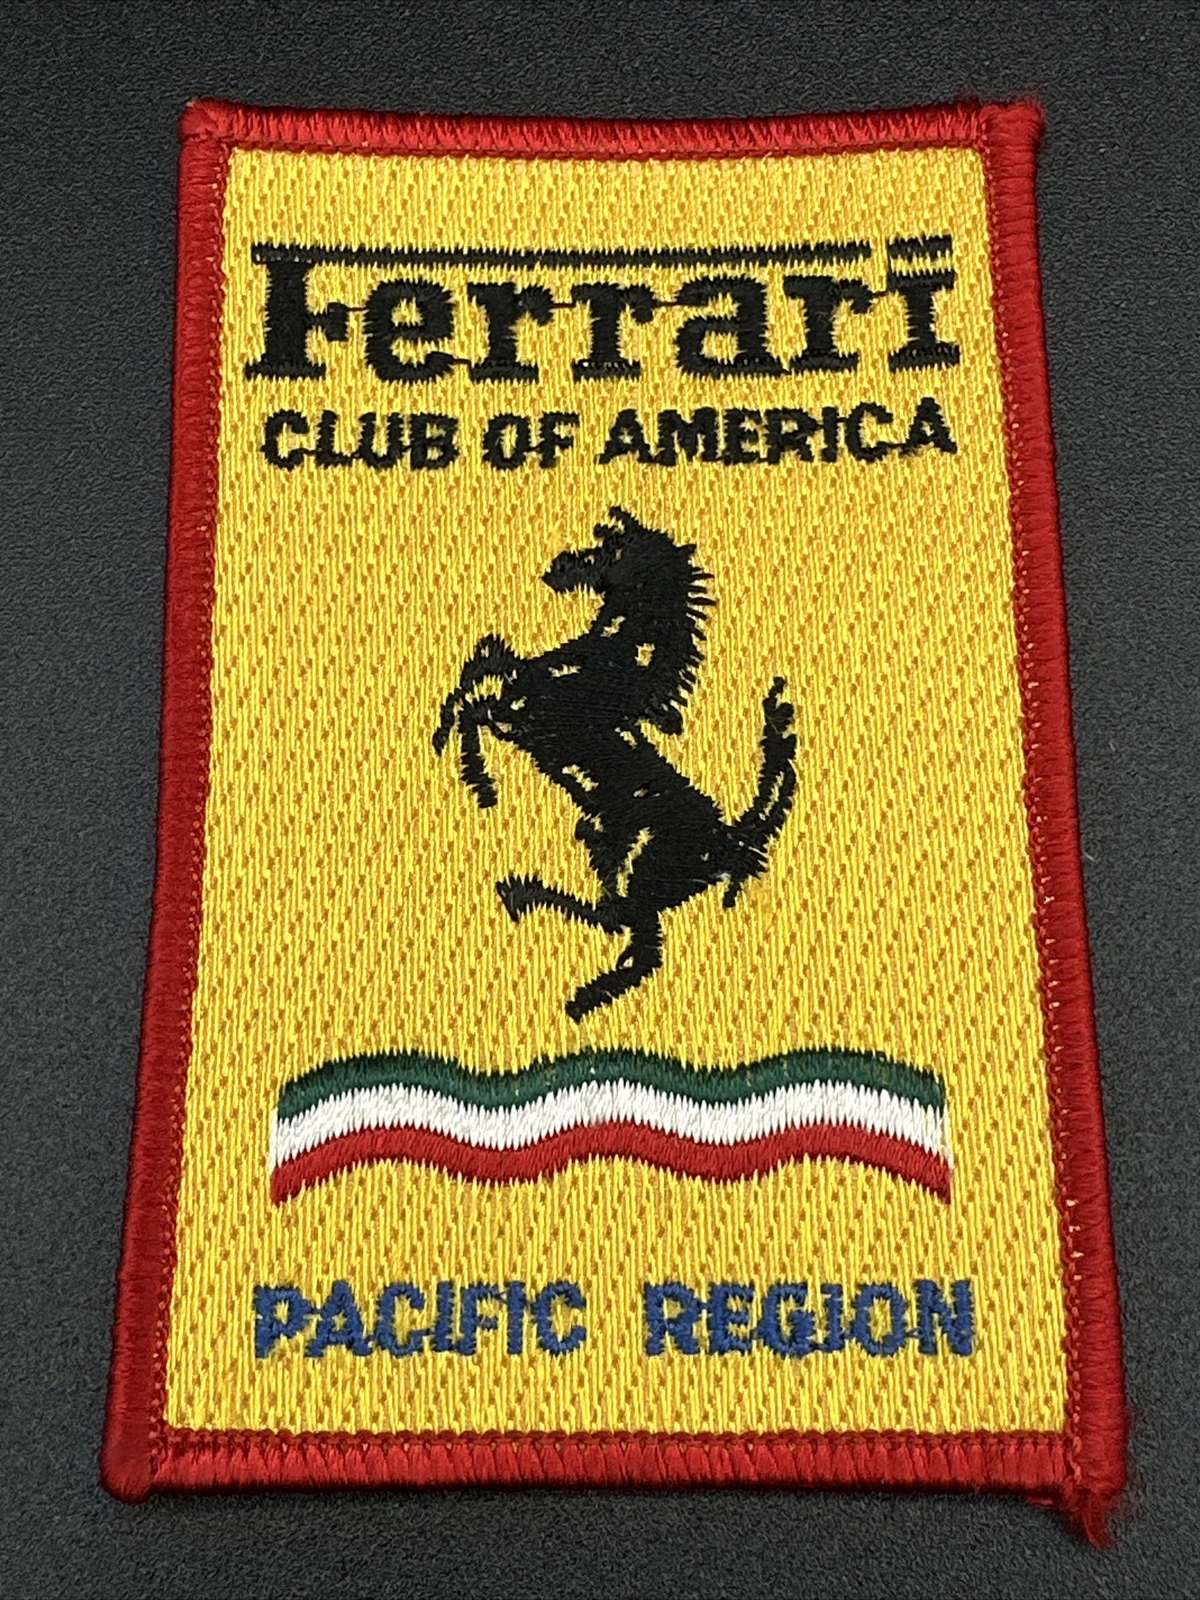 Ferrari
CLUB OF AMERICA
PACIFIC REGION